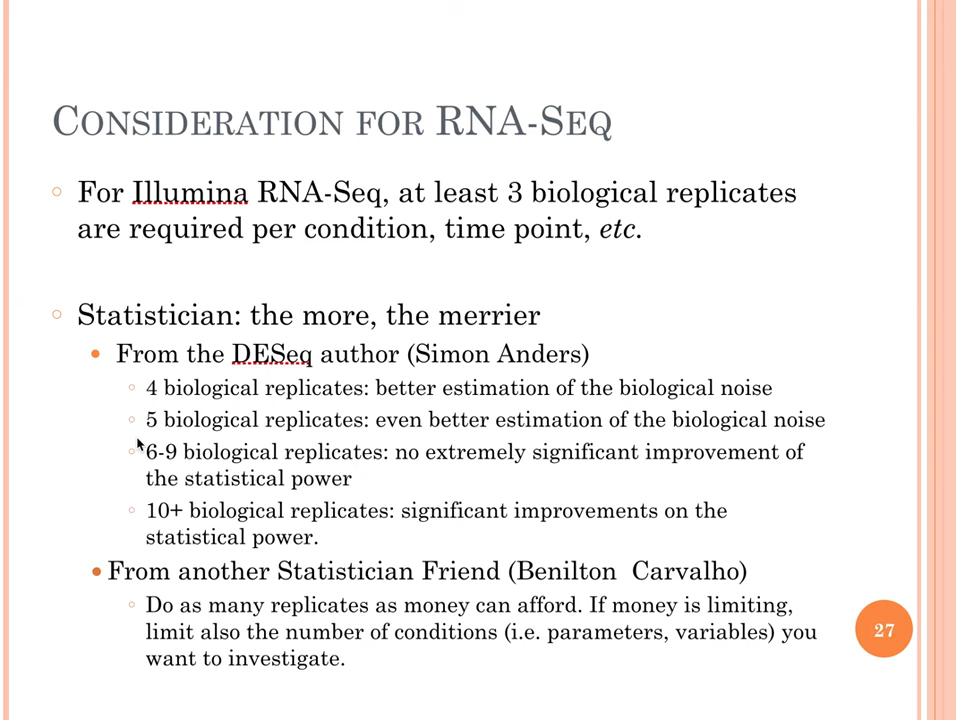 CONSIDERATION FOR RNA-SEQ
For Illumina RNA-Seq, at least 3 biological replicates
are required per condition, time point, etc.
Statistician: the more, the merrier
From the DESeq author (Simon Anders)
4 biological replicates: better estimation of the biological noise
5 biological replicates: even better estimation of the biological noise
6-9 biological replicates: no extremely significant improvement of
the statistical power
10+ biological replicates: significant improvements on the
statistical power.
From another Statistician Friend (Benilton Carvalho)
Do as many replicates as money can afford. If money is limiting,
limit also the number of conditions (i.e. parameters, variables) you
want to investigate.
27